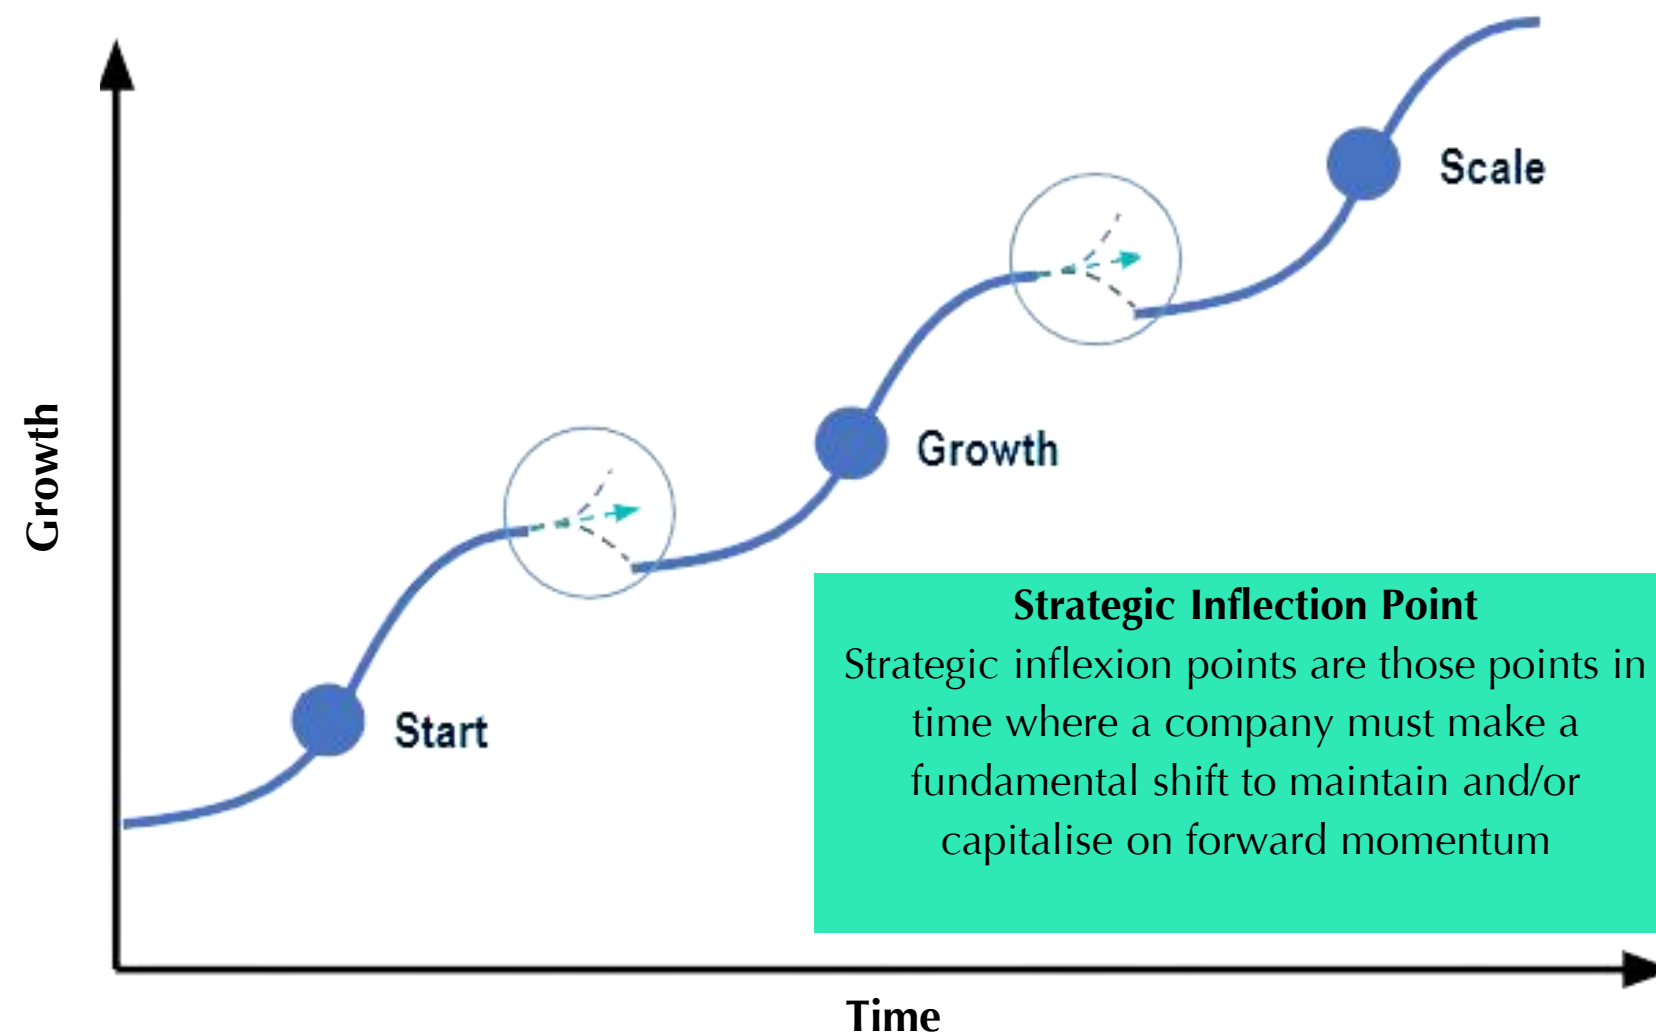 Scale
Growth
Growth
Start
Strategic Inflection Point
Strategic inflexion points are those points in
time where a company must make a
fundamental shift to maintain and/or
capitalise on forward momentum
Time